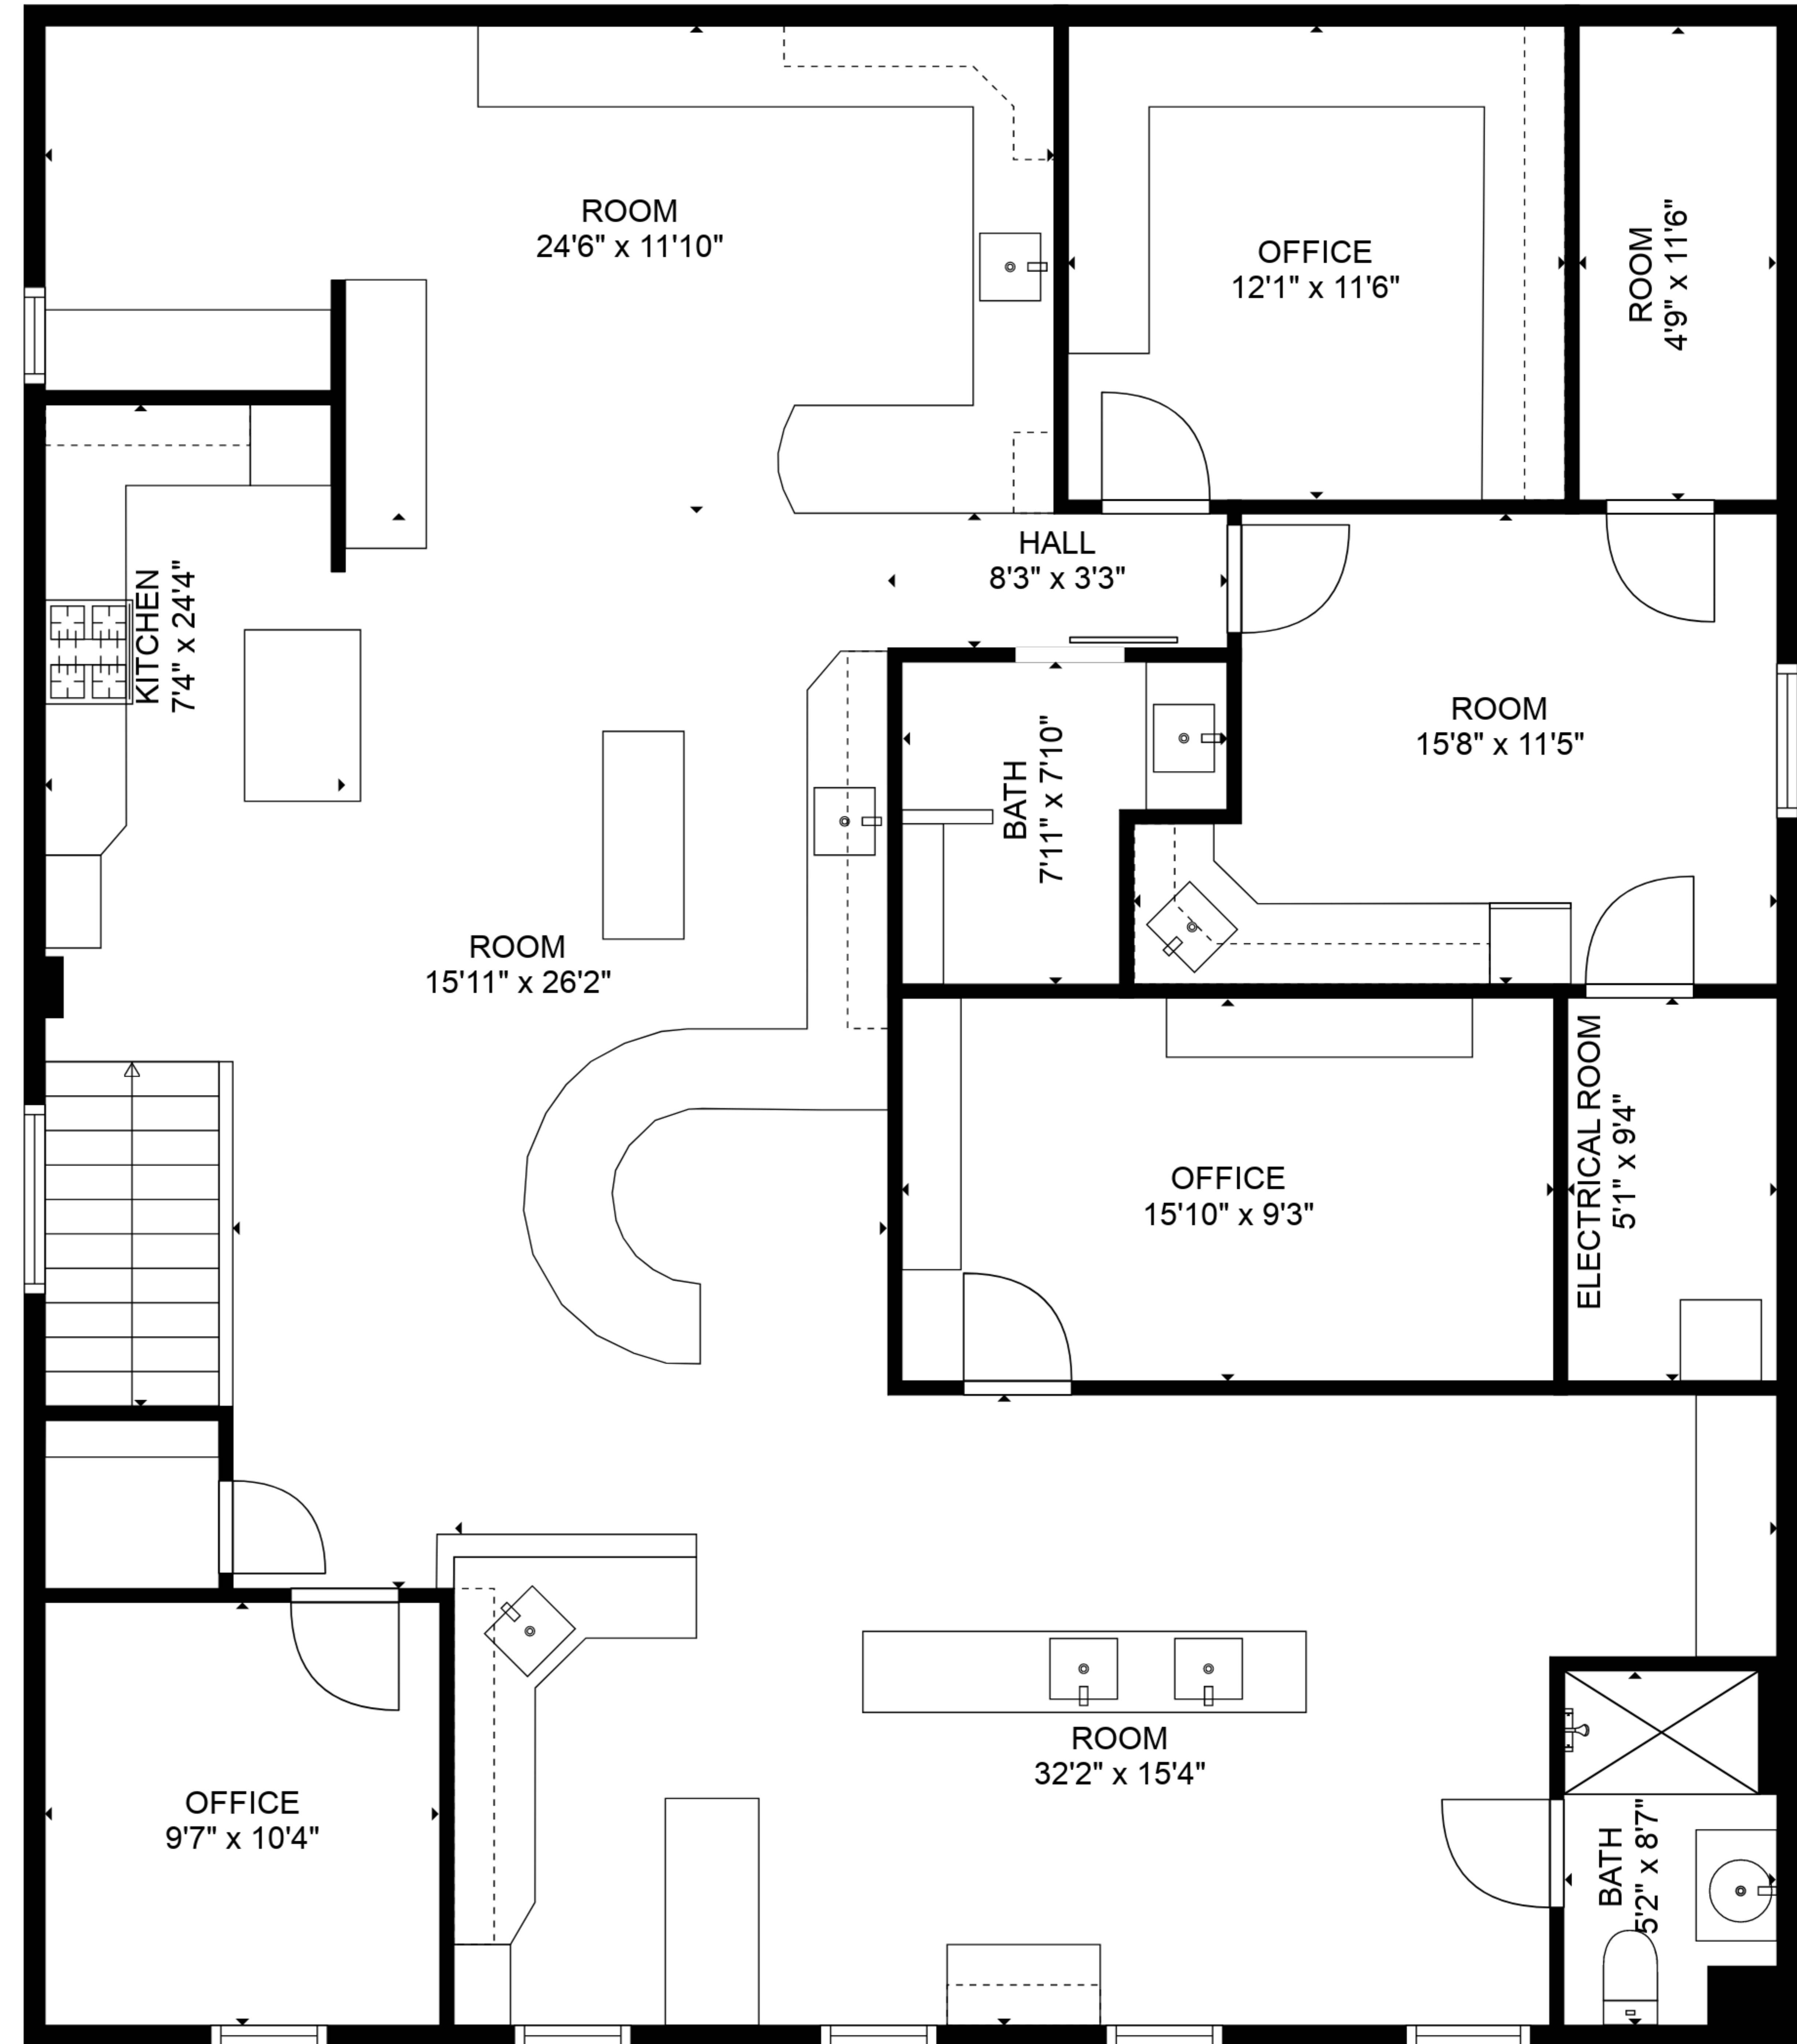 ROOM
24'6" x 11'10"
OFFICE
12'1" x 11'6"
ROOM
4'9" x 11'6"
HALL
8'3" x 3'3"
KITCHEN
7'4" x 24'4"
ROOM
15'8" x 11'5"
BATH
7'11" x 7'10"
ROOM
15'11" x 26'2"
OFFICE
15'10" x 9'3"
ELECTRICAL ROOM
5'1" x 9'4"
ROOM
32'2" x 15'4"
OFFICE
9'7" x 10'4"
BATH
5'2" x 8'7"